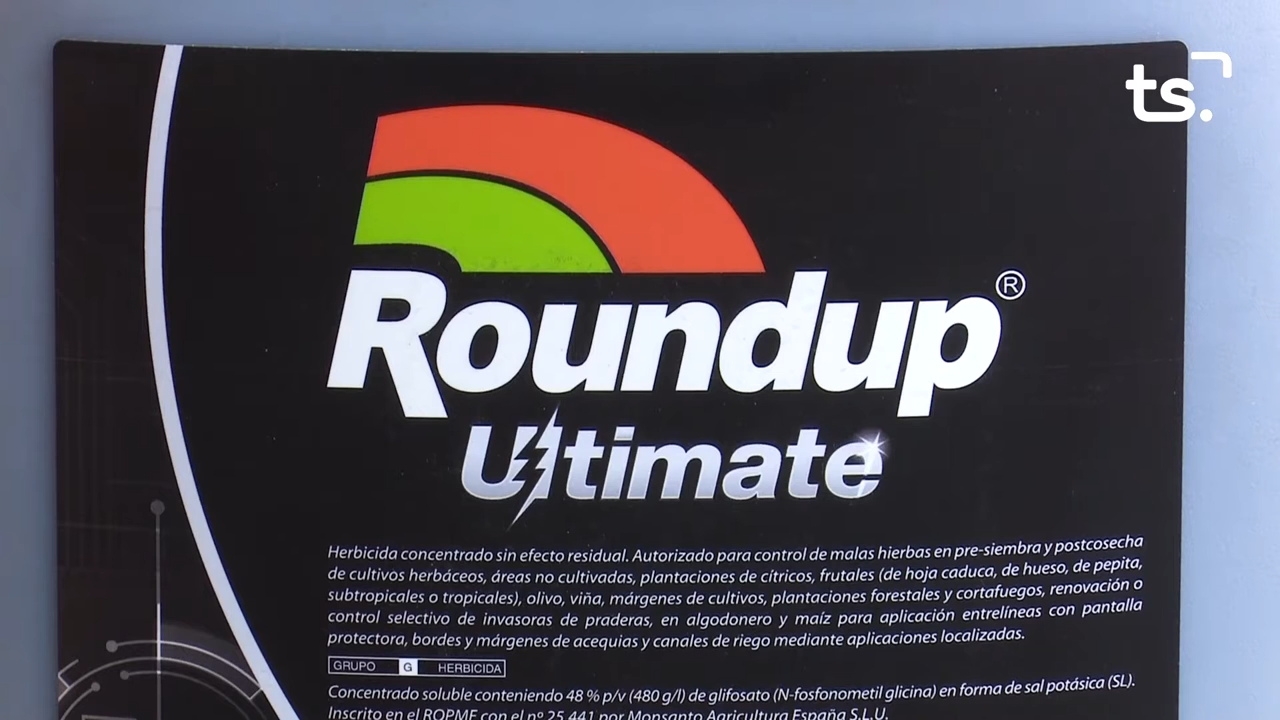 ts.
Roundup®
Ultimate
Herbicida concentrado sin efecto residual. Autorizado para control de malas hierbas en pre-siembra y postcosecha
de cultivos herbáceos, áreas no cultivadas, plantaciones de cítricos, frutales (de hoja caduca, de hueso, de pepita,
subtropicales o tropicales), olivo, viña, márgenes de cultivos, plantaciones forestales y cortafuegos, renovación o
control selectivo de invasoras de praderas, en algodonero y maíz para aplicación entrelíneas con pantalla
protectora, bordes y márgenes de acequias y canales de riego mediante aplicaciones localizadas.
GRUPO G HERBICIDA
Concentrado soluble conteniendo 48 % p/v (480 g/l) de glifosato (N-fosfonometil glicina) en forma de sal potásica (SL).
Inscrito en el ROPMF con el nº 25.441 por Monsanto Agricultura España S.L.U.